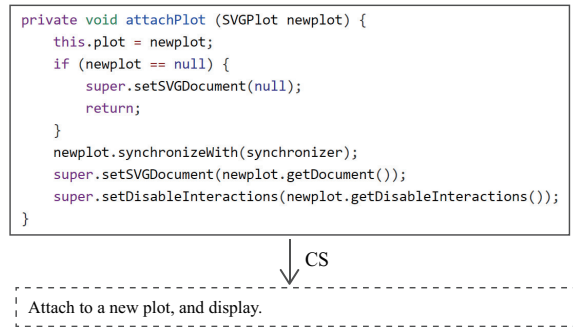 private void attachPlot (SVGPlot newplot) {
    this.plot = newplot;
    if (newplot == null) {
        super.setSVGDocument(null);
        return;
    }
    newplot.synchronizeWith(synchronizer);
    super.setSVGDocument(newplot.getDocument());
    super.setDisableInteractions(newplot.getDisableInteractions());
}
CS
Attach to a new plot, and display.